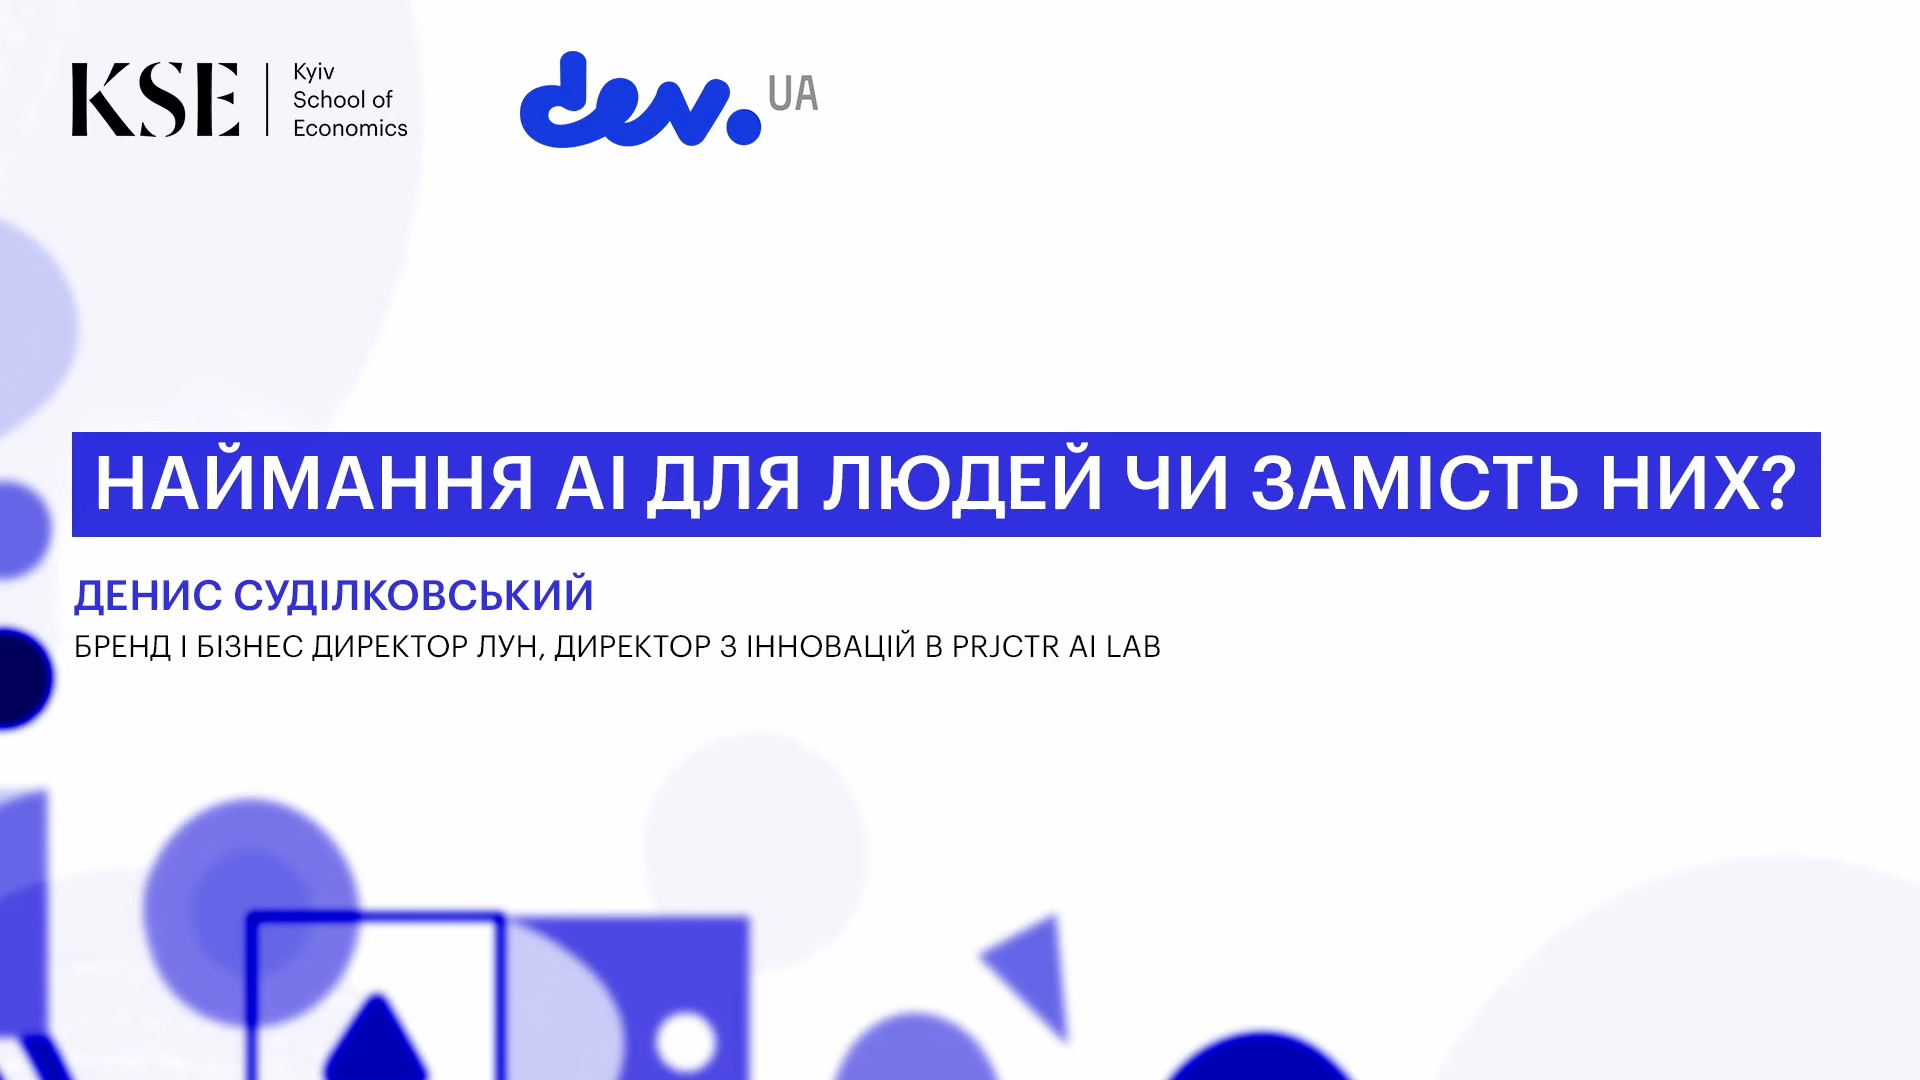 KSE
Kyiv
School of
Economics
dev.UA
НАЙМАННЯ АІ ДЛЯ ЛЮДЕЙ ЧИ ЗАМІСТЬ НИХ?
ДЕНИС СУДІЛКОВСЬКИЙ
БРЕНД І БІЗНЕС ДИРЕКТОР ЛУН, ДИРЕКТОР З ІННОВАЦІЙ В PRJCTR AI LAB